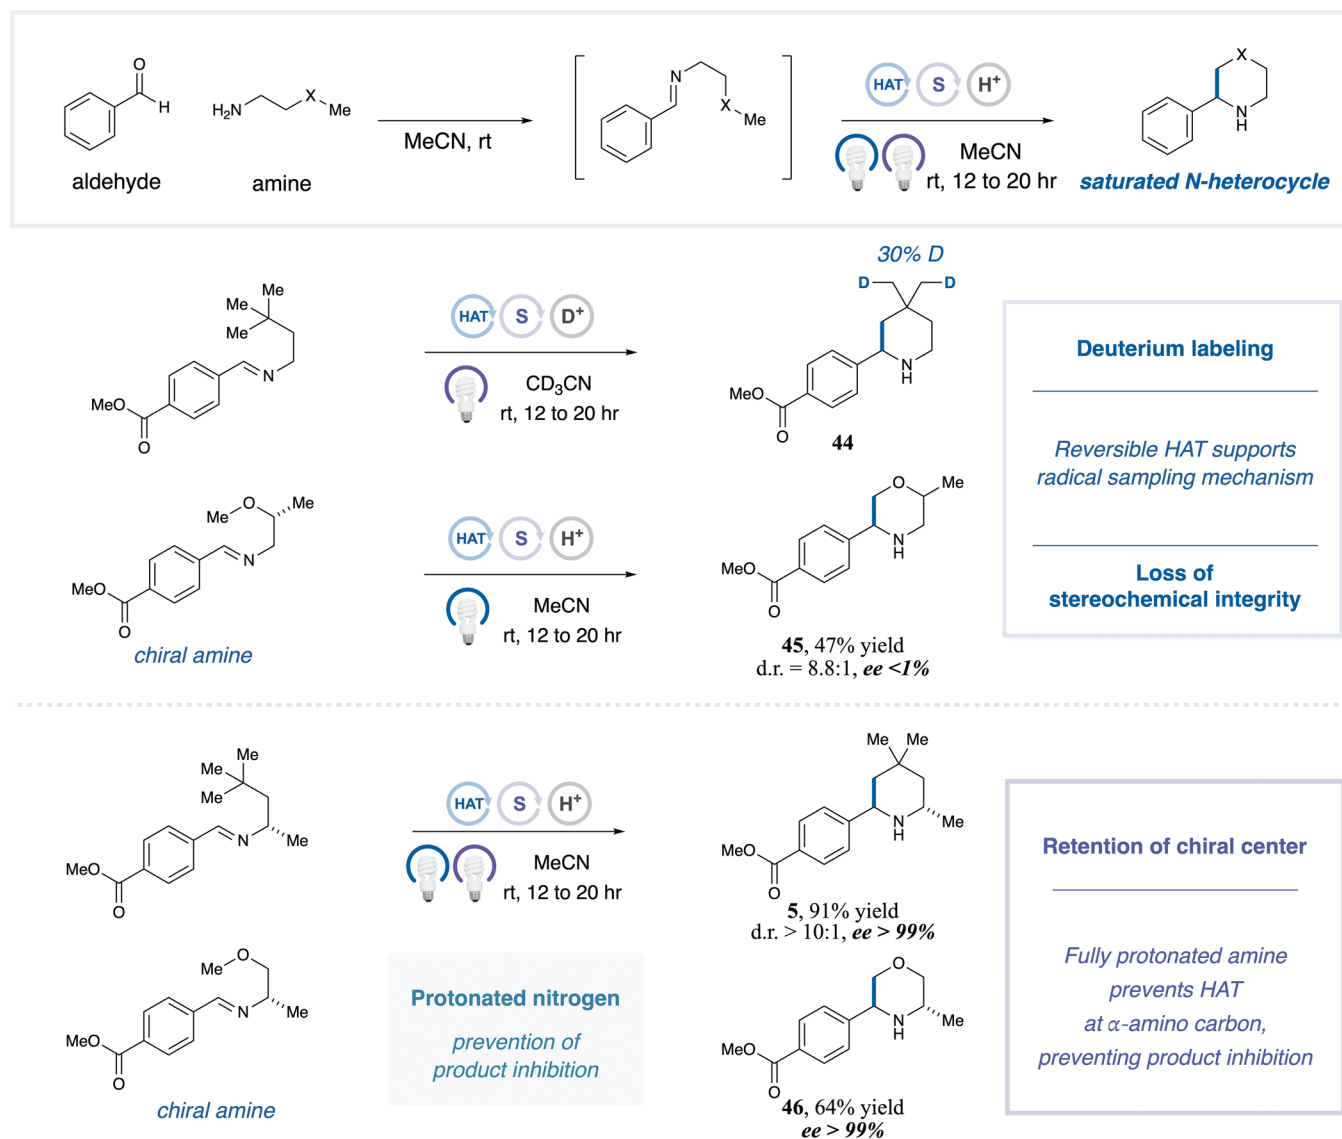 O
H
aldehyde
H₂N
X
Me
amine
MeCN, rt
N
X
Me
HAT S H⁺
MeCN
rt, 12 to 20 hr
X
N
H
saturated N-heterocycle
Me
Me
Me
N
MeO
O
HAT S D⁺
CD₃CN
rt, 12 to 20 hr
30% D
D D
NH
MeO
O
44
Deuterium labeling
Reversible HAT supports
radical sampling mechanism
Loss of
stereochemical integrity
O
Me
Me
N
MeO
O
chiral amine
HAT S H⁺
MeCN
rt, 12 to 20 hr
O
Me
NH
MeO
O
45, 47% yield
d.r. = 8.8:1, ee <1%
Me
Me
Me
N
Me
MeO
O
HAT S H⁺
MeCN
rt, 12 to 20 hr
Me Me
N
H
Me
MeO
O
5, 91% yield
d.r. > 10:1, ee > 99%
Retention of chiral center
Fully protonated amine
prevents HAT
at α-amino carbon,
preventing product inhibition
O
Me
N
Me
MeO
O
chiral amine
Protonated nitrogen
prevention of
product inhibition
O
N
H
Me
MeO
O
46, 64% yield
ee > 99%